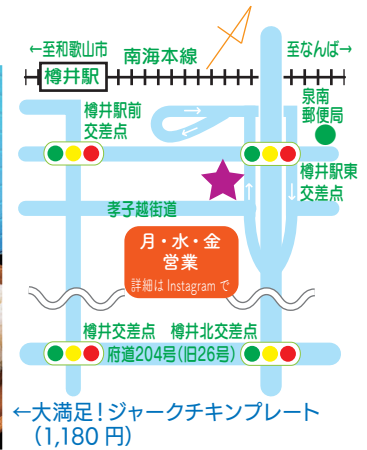 ←至和歌山市
南海本線
至なんば→
樽井駅
泉南
郵便局
樽井駅前
交差点
樽井駅東
交差点
孝子越街道
月・水・金
営業
詳細は Instagram で
樽井交差点
樽井北交差点
府道204号(旧26号)
←大満足!ジャークチキンプレート
(1,180 円)